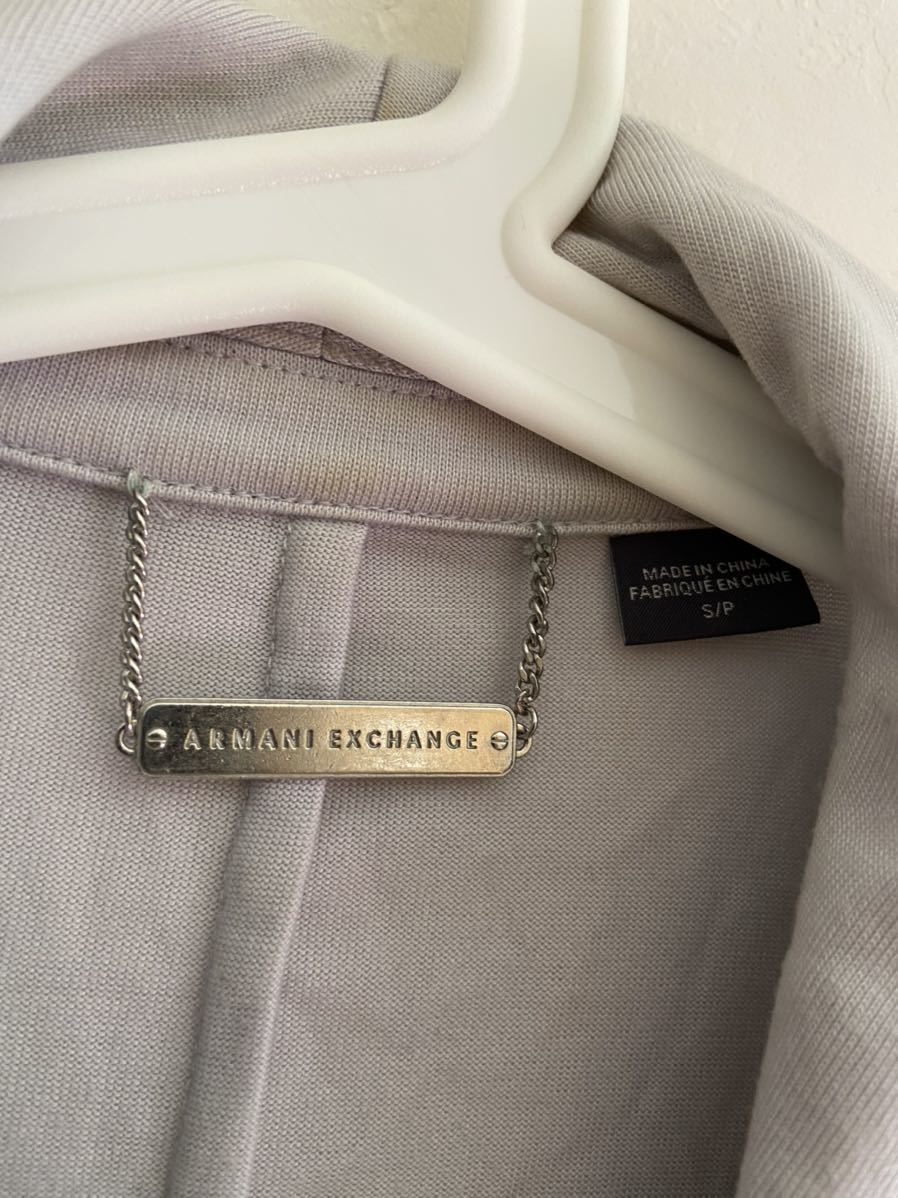 MADE IN CHINA
FABRIQUÉ EN CHINE
S/P
ARMANI EXCHANGE